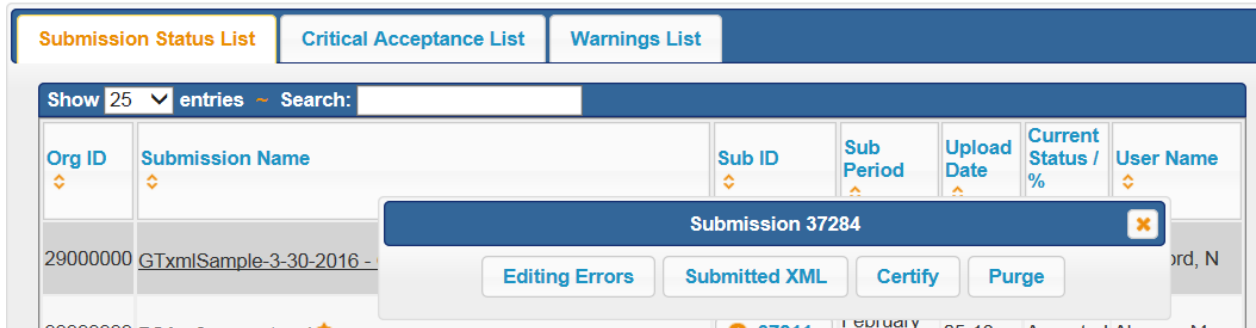 Submission Status List Critical Acceptance List Warnings List
Show 25 entries ~ Search:
Org ID Submission Name Sub ID Sub Period Upload Date Current Status / % User Name
Submission 37284
29000000 GTxmlSample-3-30-2016 - ord, N
Editing Errors Submitted XML Certify Purge
February